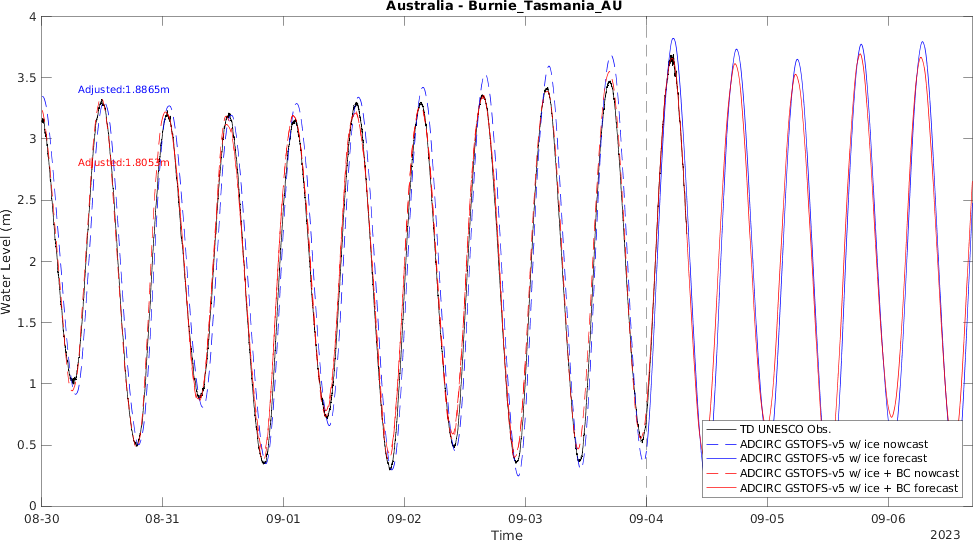 Australia - Burnie_Tasmania_AU
4
3.5
3
2.5
2
1.5
1
0.5
0
Water Level (m)
Adjusted:1.8865m
Adjusted:1.8053m
TD UNESCO Obs.
ADCIRC GSTOFS-v5 w/ ice nowcast
ADCIRC GSTOFS-v5 w/ ice forecast
ADCIRC GSTOFS-v5 w/ ice + BC nowcast
ADCIRC GSTOFS-v5 w/ ice + BC forecast
08-30 08-31 09-01 09-02 09-03 09-04 09-05 09-06
Time
2023